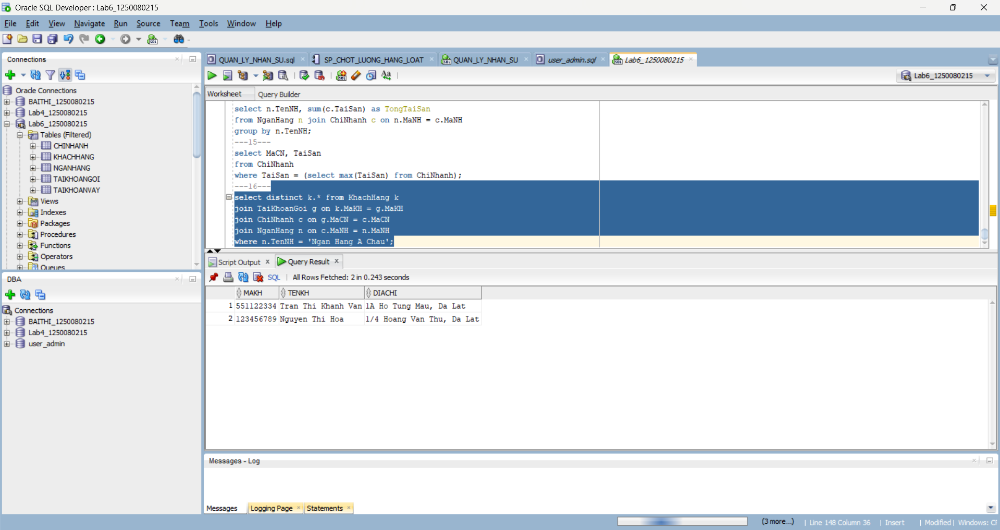 Oracle SQL Developer : Lab6_1250080215
File Edit View Navigate Run Source Team Tools Window Help
Connections
Oracle Connections
BAITHI_1250080215
Lab4_1250080215
Lab6_1250080215
Tables (Filtered)
CHINHANH
KHACHHANG
NGANHANG
TAIKHOANGOI
TAIKHOANVAY
Views
Indexes
Packages
Procedures
Functions
Operators
Queues
DBA
Connections
BAITHI_1250080215
Lab4_1250080215
user_admin
QUAN_LY_NHAN_SU.sql SP_CHOT_LUONG_HANG_LOAT QUAN_LY_NHAN_SU user_admin.sql Lab6_1250080215
Lab6_1250080215
Worksheet Query Builder
select n.TenNH, sum(c.TaiSan) as TongTaiSan
from NganHang n join ChiNhanh c on n.MaNH = c.MaNH
group by n.TenNH;
---15---
select MaCN, TaiSan
from ChiNhanh
where TaiSan = (select max(TaiSan) from ChiNhanh);
---16---
select distinct k.* from KhachHang k
join TaiKhoanGoi g on k.MaKH = g.MaKH
join ChiNhanh c on g.MaCN = c.MaCN
join NganHang n on c.MaNH = n.MaNH
where n.TenNH = 'Ngan Hang A Chau';
Script Output Query Result
SQL All Rows Fetched: 2 in 0.243 seconds
MAKH TENKH DIACHI
1 551122334 Tran Thi Khanh Van 1A Ho Tung Mau, Da Lat
2 123456789 Nguyen Thi Hoa 1/4 Hoang Van Thu, Da Lat
Messages - Log
Messages Logging Page Statements
(3 more...) | Line 148 Column 36 | Insert | Modified | Windows: CF